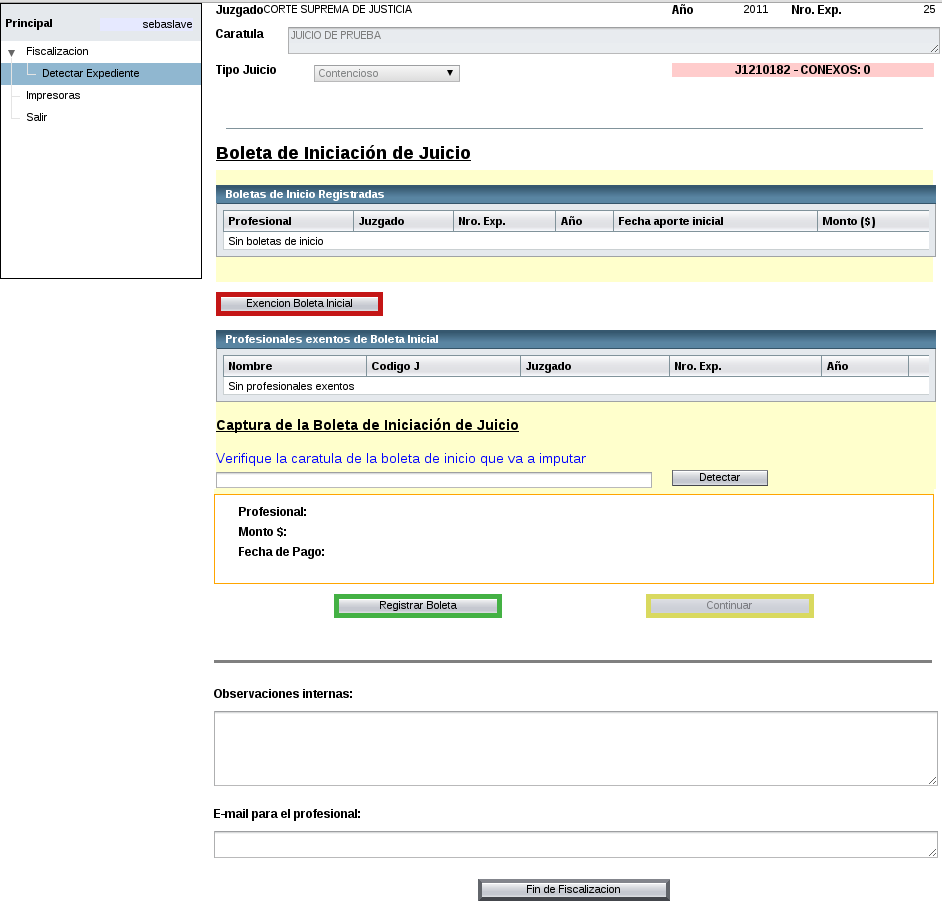 Principal sebaslave
Fiscalizacion
Detectar Expediente
Impresoras
Salir
Juzgado CORTE SUPREMA DE JUSTICIA Año 2011 Nro. Exp. 25
Caratula JUICIO DE PRUEBA
Tipo Juicio Contencioso J1210182 - CONEXOS: 0
Boleta de Iniciación de Juicio
Boletas de Inicio Registradas
Profesional Juzgado Nro. Exp. Año Fecha aporte inicial Monto ($)
Sin boletas de inicio
Exencion Boleta Inicial
Profesionales exentos de Boleta Inicial
Nombre Codigo J Juzgado Nro. Exp. Año
Sin profesionales exentos
Captura de la Boleta de Iniciación de Juicio
Verifique la caratula de la boleta de inicio que va a imputar
Detectar
Profesional:
Monto $:
Fecha de Pago:
Registrar Boleta Continuar
Observaciones internas:
E-mail para el profesional:
Fin de Fiscalizacion